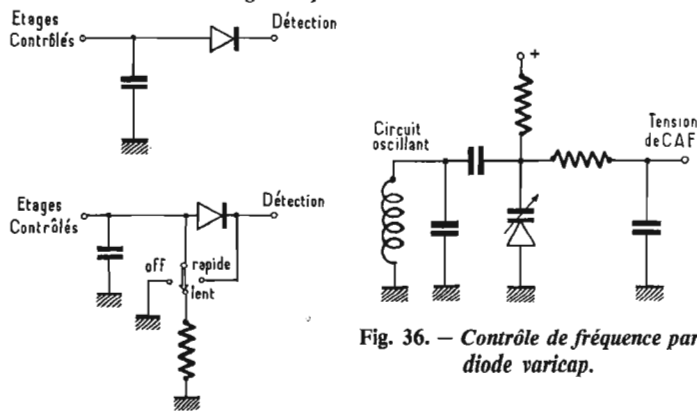 Etages
Contrôlés
Détection
Etages
Contrôlés
Détection
off
rapide
lent
+
Circuit
oscillant
Tension
de CAF
Fig. 36. — Contrôle de fréquence par
diode varicap.